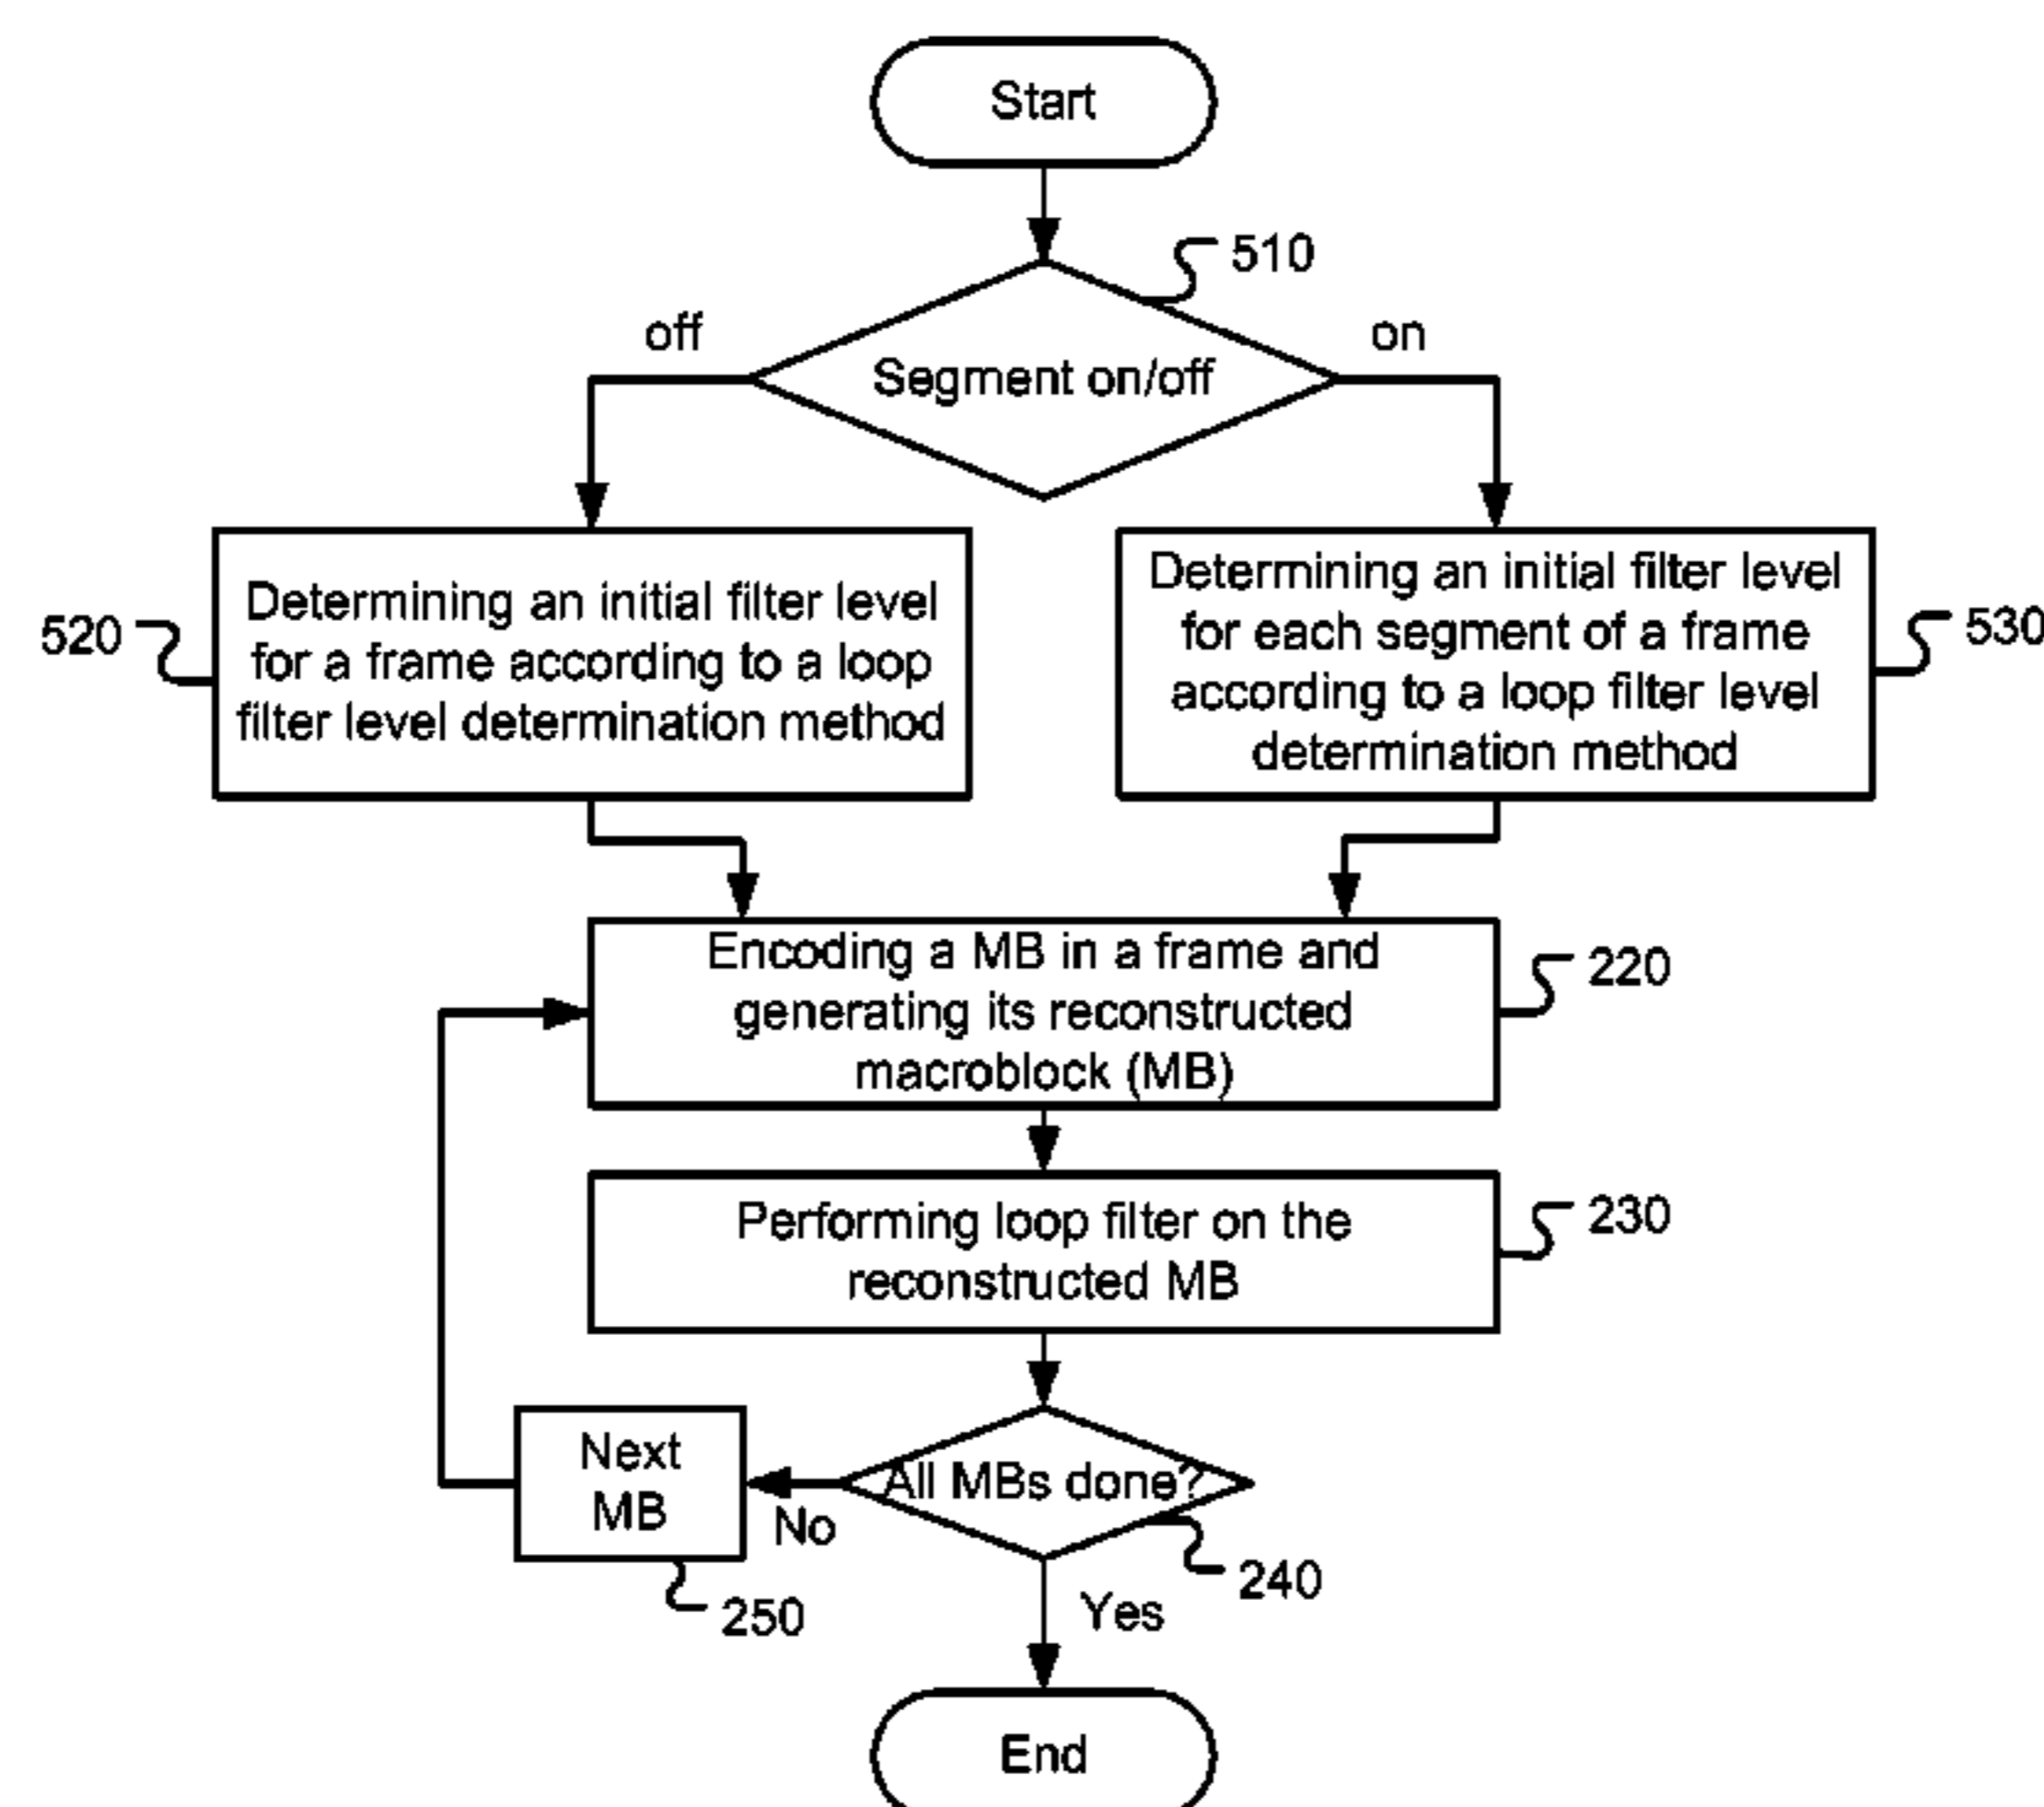 Start
510
off
on
Segment on/off
Determining an initial filter level
for a frame according to a loop
filter level determination method
520
Determining an initial filter level
for each segment of a frame
according to a loop filter level
determination method
530
Encoding a MB in a frame and
generating its reconstructed
macroblock (MB)
220
Performing loop filter on the
reconstructed MB
230
Next
MB
All MBs done?
No
240
250
Yes
End